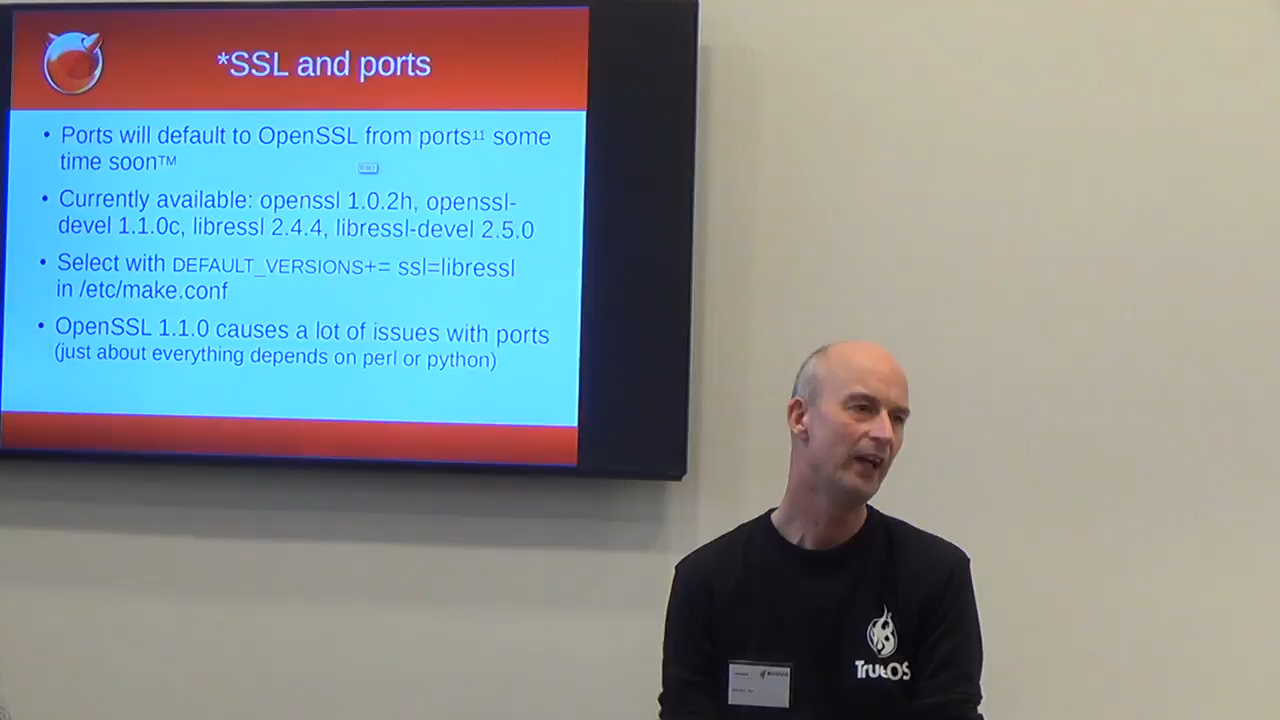 *SSL and ports
• Ports will default to OpenSSL from ports¹¹ some
time soon™
• Currently available: openssl 1.0.2h, openssl-
devel 1.1.0c, libressl 2.4.4, libressl-devel 2.5.0
• Select with DEFAULT_VERSIONS+= ssl=libressl
in /etc/make.conf
• OpenSSL 1.1.0 causes a lot of issues with ports
(just about everything depends on perl or python)
TrueOS